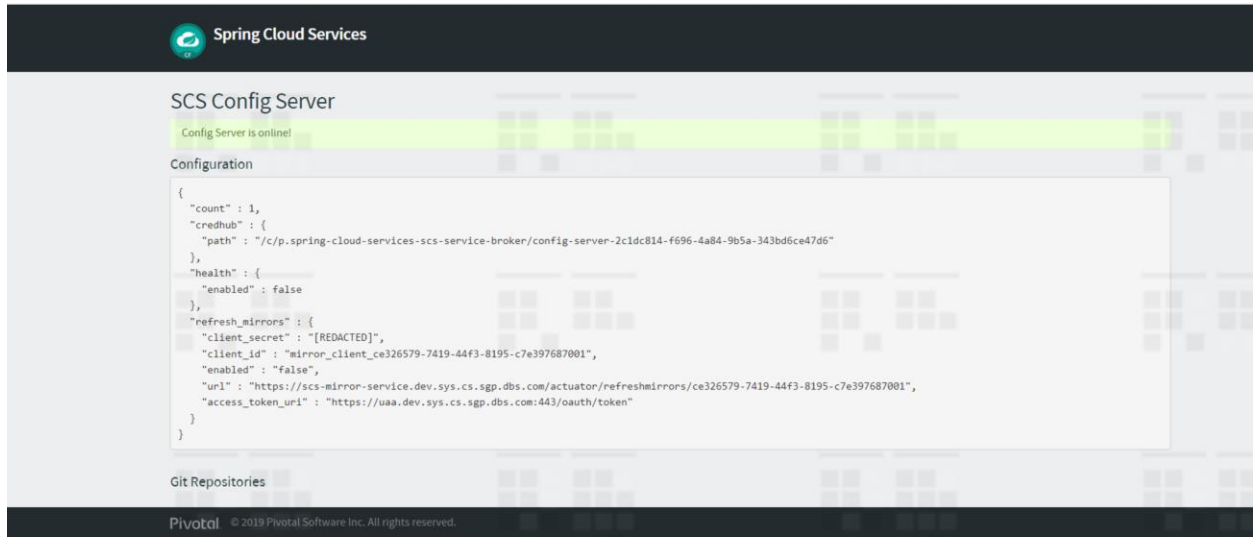 Spring Cloud Services
CF
SCS Config Server
Config Server is online!
Configuration
{
  "count" : 1,
  "credhub" : {
    "path" : "/c/p.spring-cloud-services-scs-service-broker/config-server-2c1dc814-f696-4a84-9b5a-343bd6ce47d6"
  },
  "health" : {
    "enabled" : false
  },
  "refresh_mirrors" : {
    "client_secret" : "[REDACTED]",
    "client_id" : "mirror_client_ce326579-7419-44f3-8195-c7e397687001",
    "enabled" : "false",
    "url" : "https://scs-mirror-service.dev.sys.cs.sgp.dbs.com/actuator/refreshmirrors/ce326579-7419-44f3-8195-c7e397687001",
    "access_token_uri" : "https://uaa.dev.sys.cs.sgp.dbs.com:443/oauth/token"
  }
}
Git Repositories
Pivotal © 2019 Pivotal Software Inc. All rights reserved.